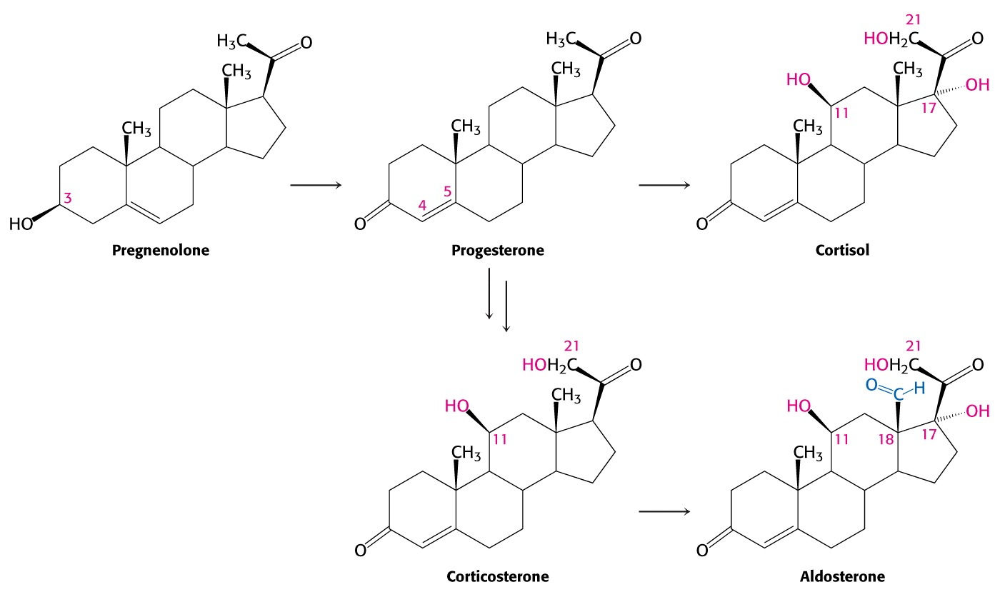 H₃C O
CH₃
CH₃
3
HO
Pregnenolone
H₃C O
CH₃
CH₃
5
4
O
Progesterone
21
HOH₂C O
CH₃
HO OH
17
11
CH₃
O
Cortisol
21
HOH₂C O
CH₃
HO
11
CH₃
O
Corticosterone
21
HOH₂C O
O C H
HO OH
11 18 17
CH₃
O
Aldosterone